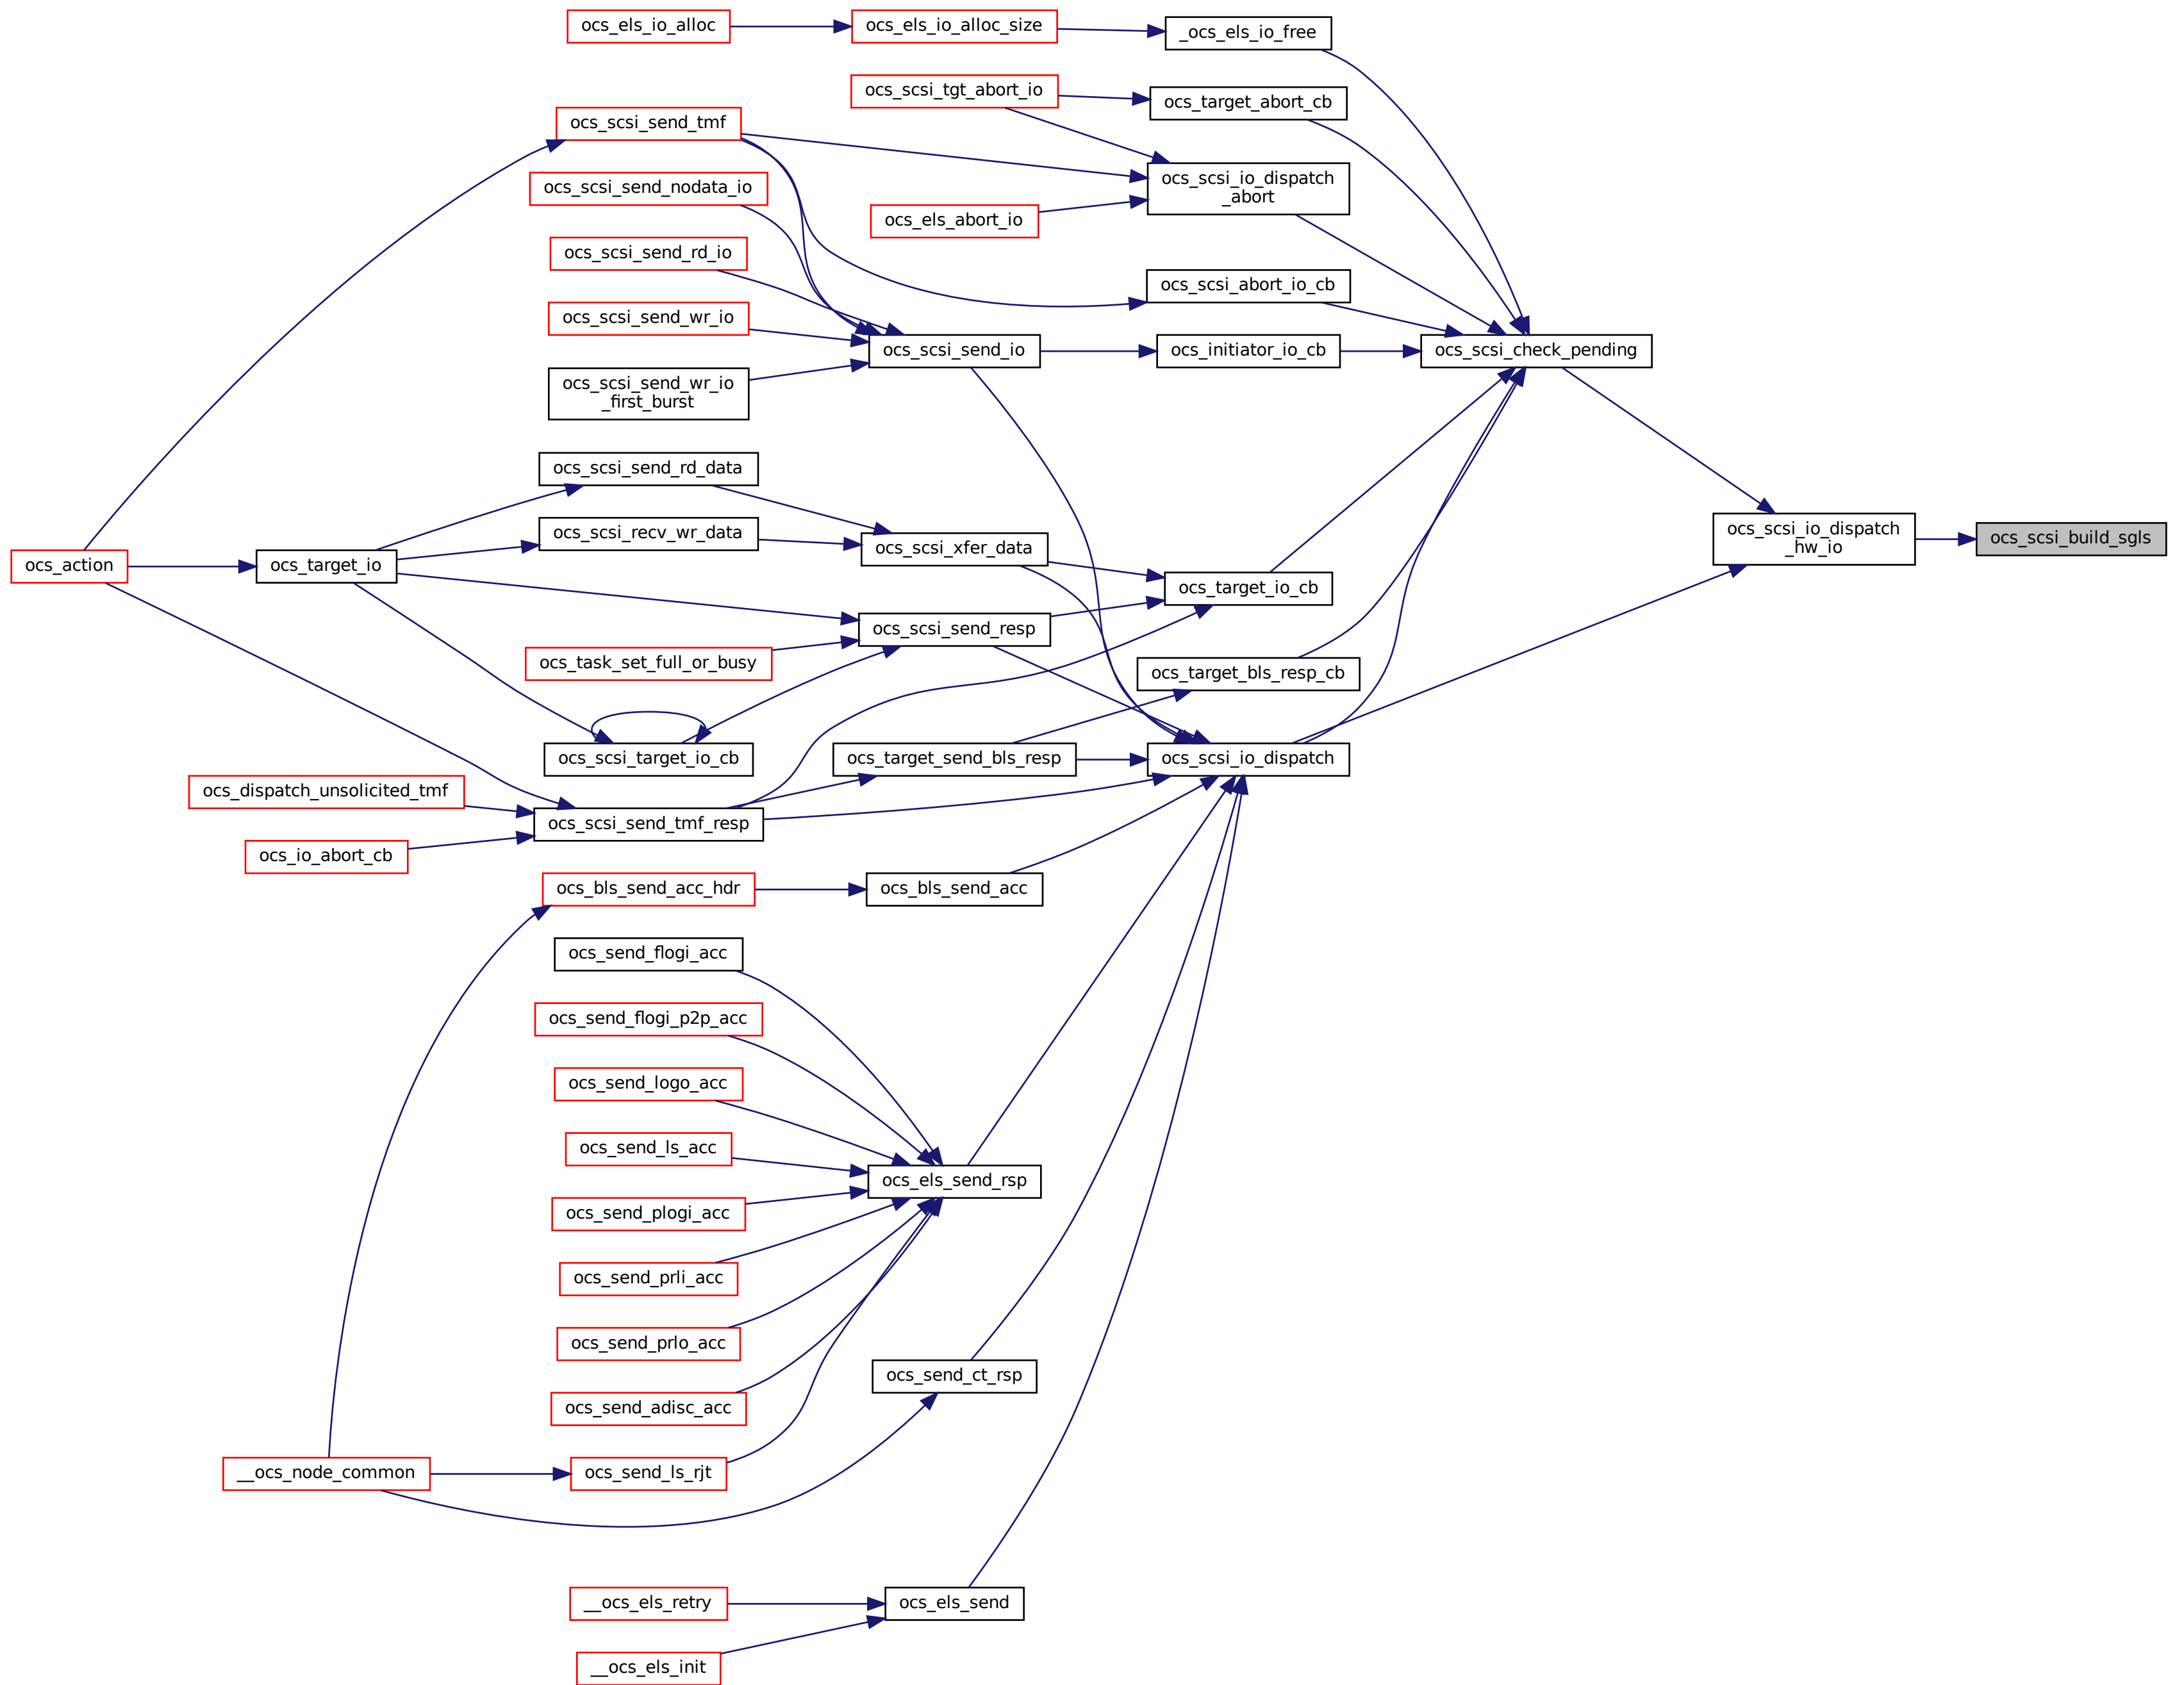 ocs_els_io_alloc
ocs_els_io_alloc_size
_ocs_els_io_free
ocs_scsi_tgt_abort_io
ocs_target_abort_cb
ocs_scsi_send_tmf
ocs_scsi_io_dispatch
_abort
ocs_scsi_send_nodata_io
ocs_els_abort_io
ocs_scsi_send_rd_io
ocs_scsi_abort_io_cb
ocs_scsi_send_wr_io
ocs_scsi_send_io
ocs_initiator_io_cb
ocs_scsi_check_pending
ocs_scsi_send_wr_io
_first_burst
ocs_scsi_send_rd_data
ocs_scsi_recv_wr_data
ocs_scsi_xfer_data
ocs_scsi_io_dispatch
_hw_io
ocs_scsi_build_sgls
ocs_action
ocs_target_io
ocs_target_io_cb
ocs_scsi_send_resp
ocs_task_set_full_or_busy
ocs_target_bls_resp_cb
ocs_scsi_target_io_cb
ocs_target_send_bls_resp
ocs_scsi_io_dispatch
ocs_dispatch_unsolicited_tmf
ocs_scsi_send_tmf_resp
ocs_io_abort_cb
ocs_bls_send_acc_hdr
ocs_bls_send_acc
ocs_send_flogi_acc
ocs_send_flogi_p2p_acc
ocs_send_logo_acc
ocs_send_ls_acc
ocs_els_send_rsp
ocs_send_plogi_acc
ocs_send_prli_acc
ocs_send_prlo_acc
ocs_send_ct_rsp
ocs_send_adisc_acc
__ocs_node_common
ocs_send_ls_rjt
__ocs_els_retry
ocs_els_send
__ocs_els_init